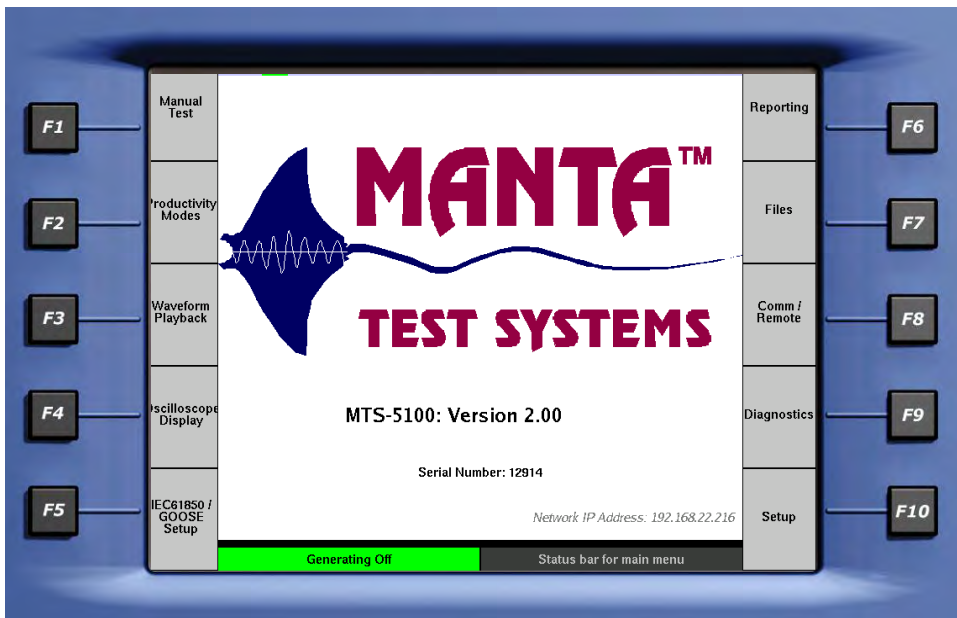 F1
Manual
Test
F2
Productivity
Modes
F3
Waveform
Playback
F4
Oscilloscope
Display
F5
IEC61850 /
GOOSE
Setup
MANTA™
TEST SYSTEMS
MTS-5100: Version 2.00
Serial Number: 12914
Network IP Address: 192.168.22.216
Generating Off
Status bar for main menu
Reporting
F6
Files
F7
Comm /
Remote
F8
Diagnostics
F9
Setup
F10